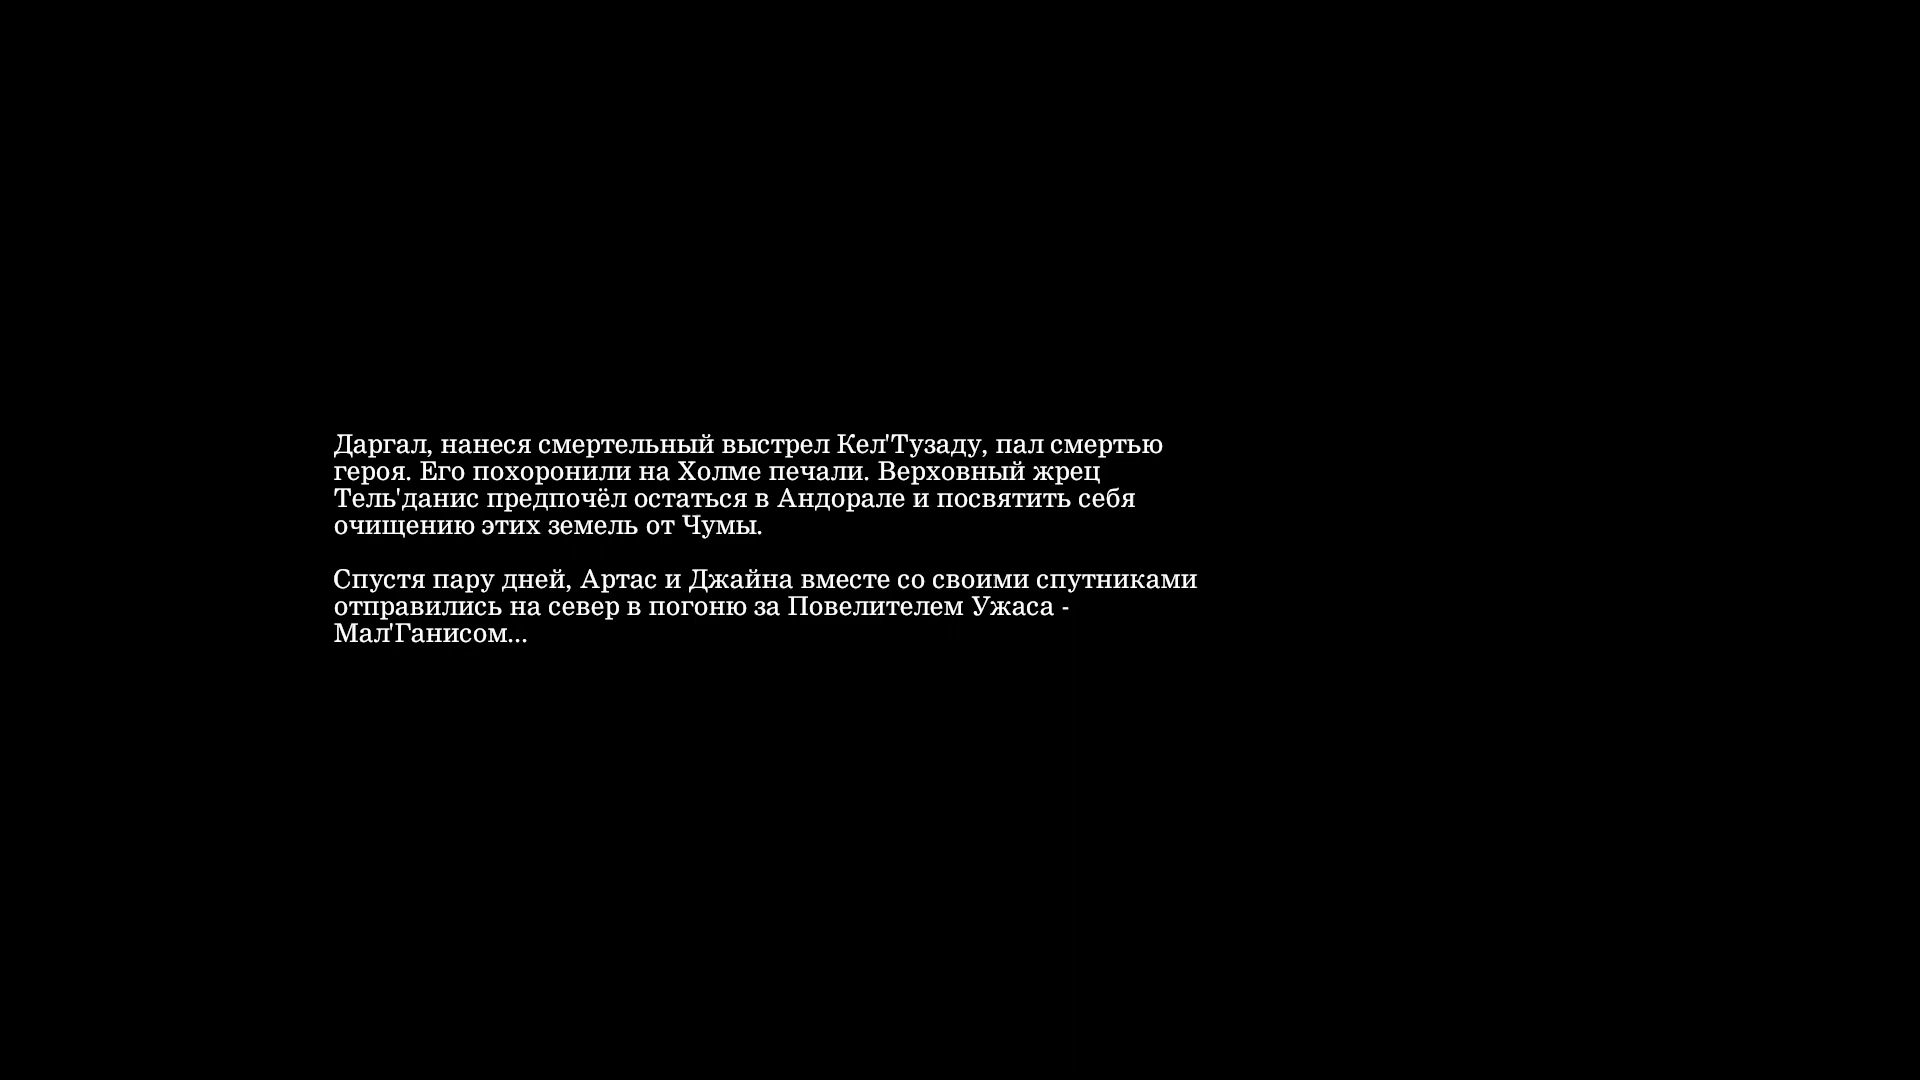 Даргал, нанеся смертельный выстрел Кел'Тузаду, пал смертью
героя. Его похоронили на Холме печали. Верховный жрец
Тель'данис предпочёл остаться в Андорале и посвятить себя
очищению этих земель от Чумы.
Спустя пару дней, Артас и Джайна вместе со своими спутниками
отправились на север в погоню за Повелителем Ужаса -
Мал'Ганисом...